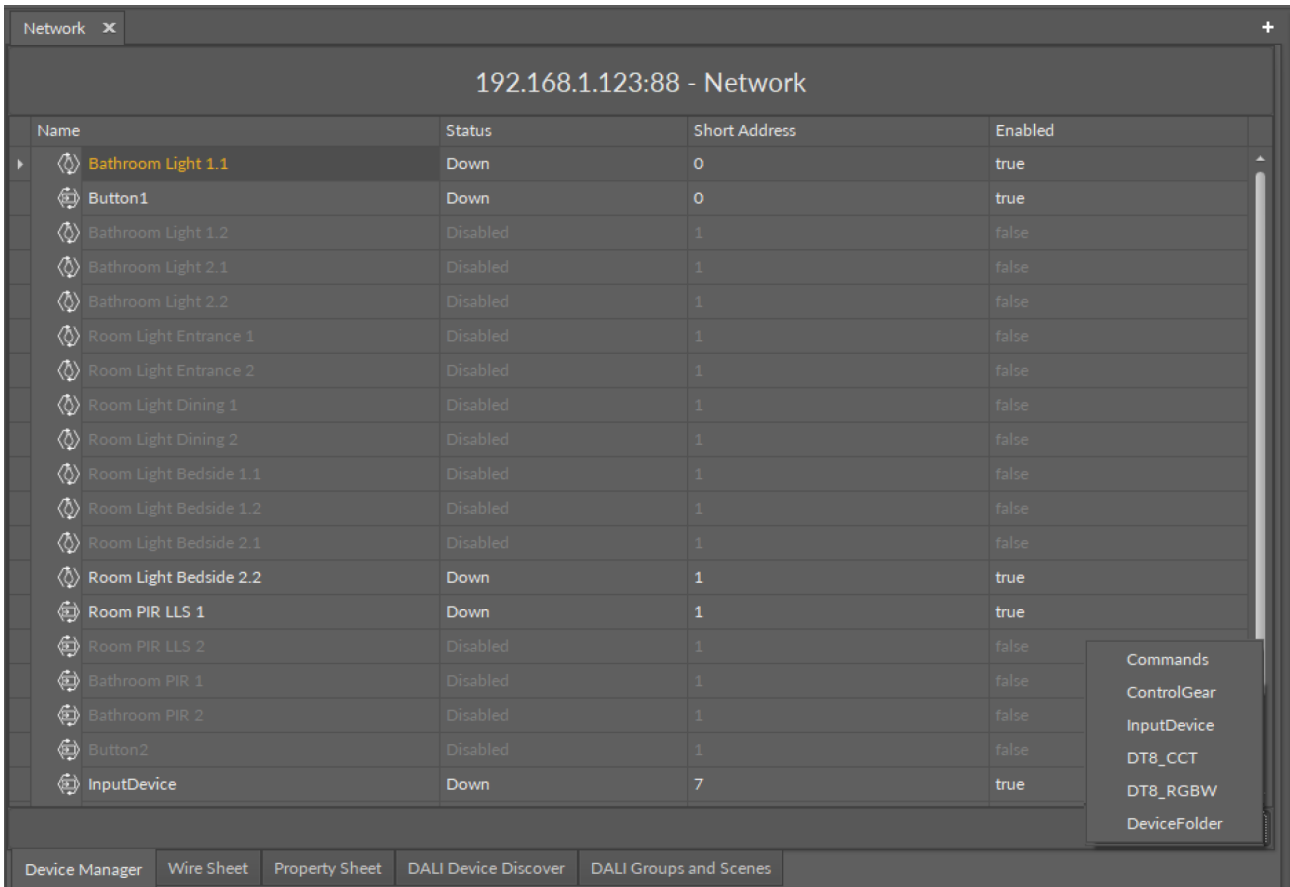 Network
192.168.1.123:88 - Network
Name Status Short Address Enabled
Bathroom Light 1.1 Down 0 true
Button1 Down 0 true
Bathroom Light 1.2 Disabled 1 false
Bathroom Light 2.1 Disabled 1 false
Bathroom Light 2.2 Disabled 1 false
Room Light Entrance 1 Disabled 1 false
Room Light Entrance 2 Disabled 1 false
Room Light Dining 1 Disabled 1 false
Room Light Dining 2 Disabled 1 false
Room Light Bedside 1.1 Disabled 1 false
Room Light Bedside 1.2 Disabled 1 false
Room Light Bedside 2.1 Disabled 1 false
Room Light Bedside 2.2 Down 1 true
Room PIR LLS 1 Down 1 true
Room PIR LLS 2 Disabled 1 false
Bathroom PIR 1 Disabled 1 false
Bathroom PIR 2 Disabled 1 false
Button2 Disabled 1 false
InputDevice Down 7 true
Commands
ControlGear
InputDevice
DT8_CCT
DT8_RGBW
DeviceFolder
Device Manager Wire Sheet Property Sheet DALI Device Discover DALI Groups and Scenes